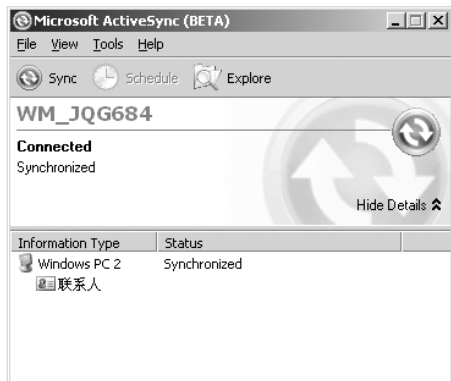 Microsoft ActiveSync (BETA)
File View Tools Help
Sync Schedule Explore
WM_JQG684
Connected
Synchronized
Hide Details
Information Type Status
Windows PC 2 Synchronized
联系人